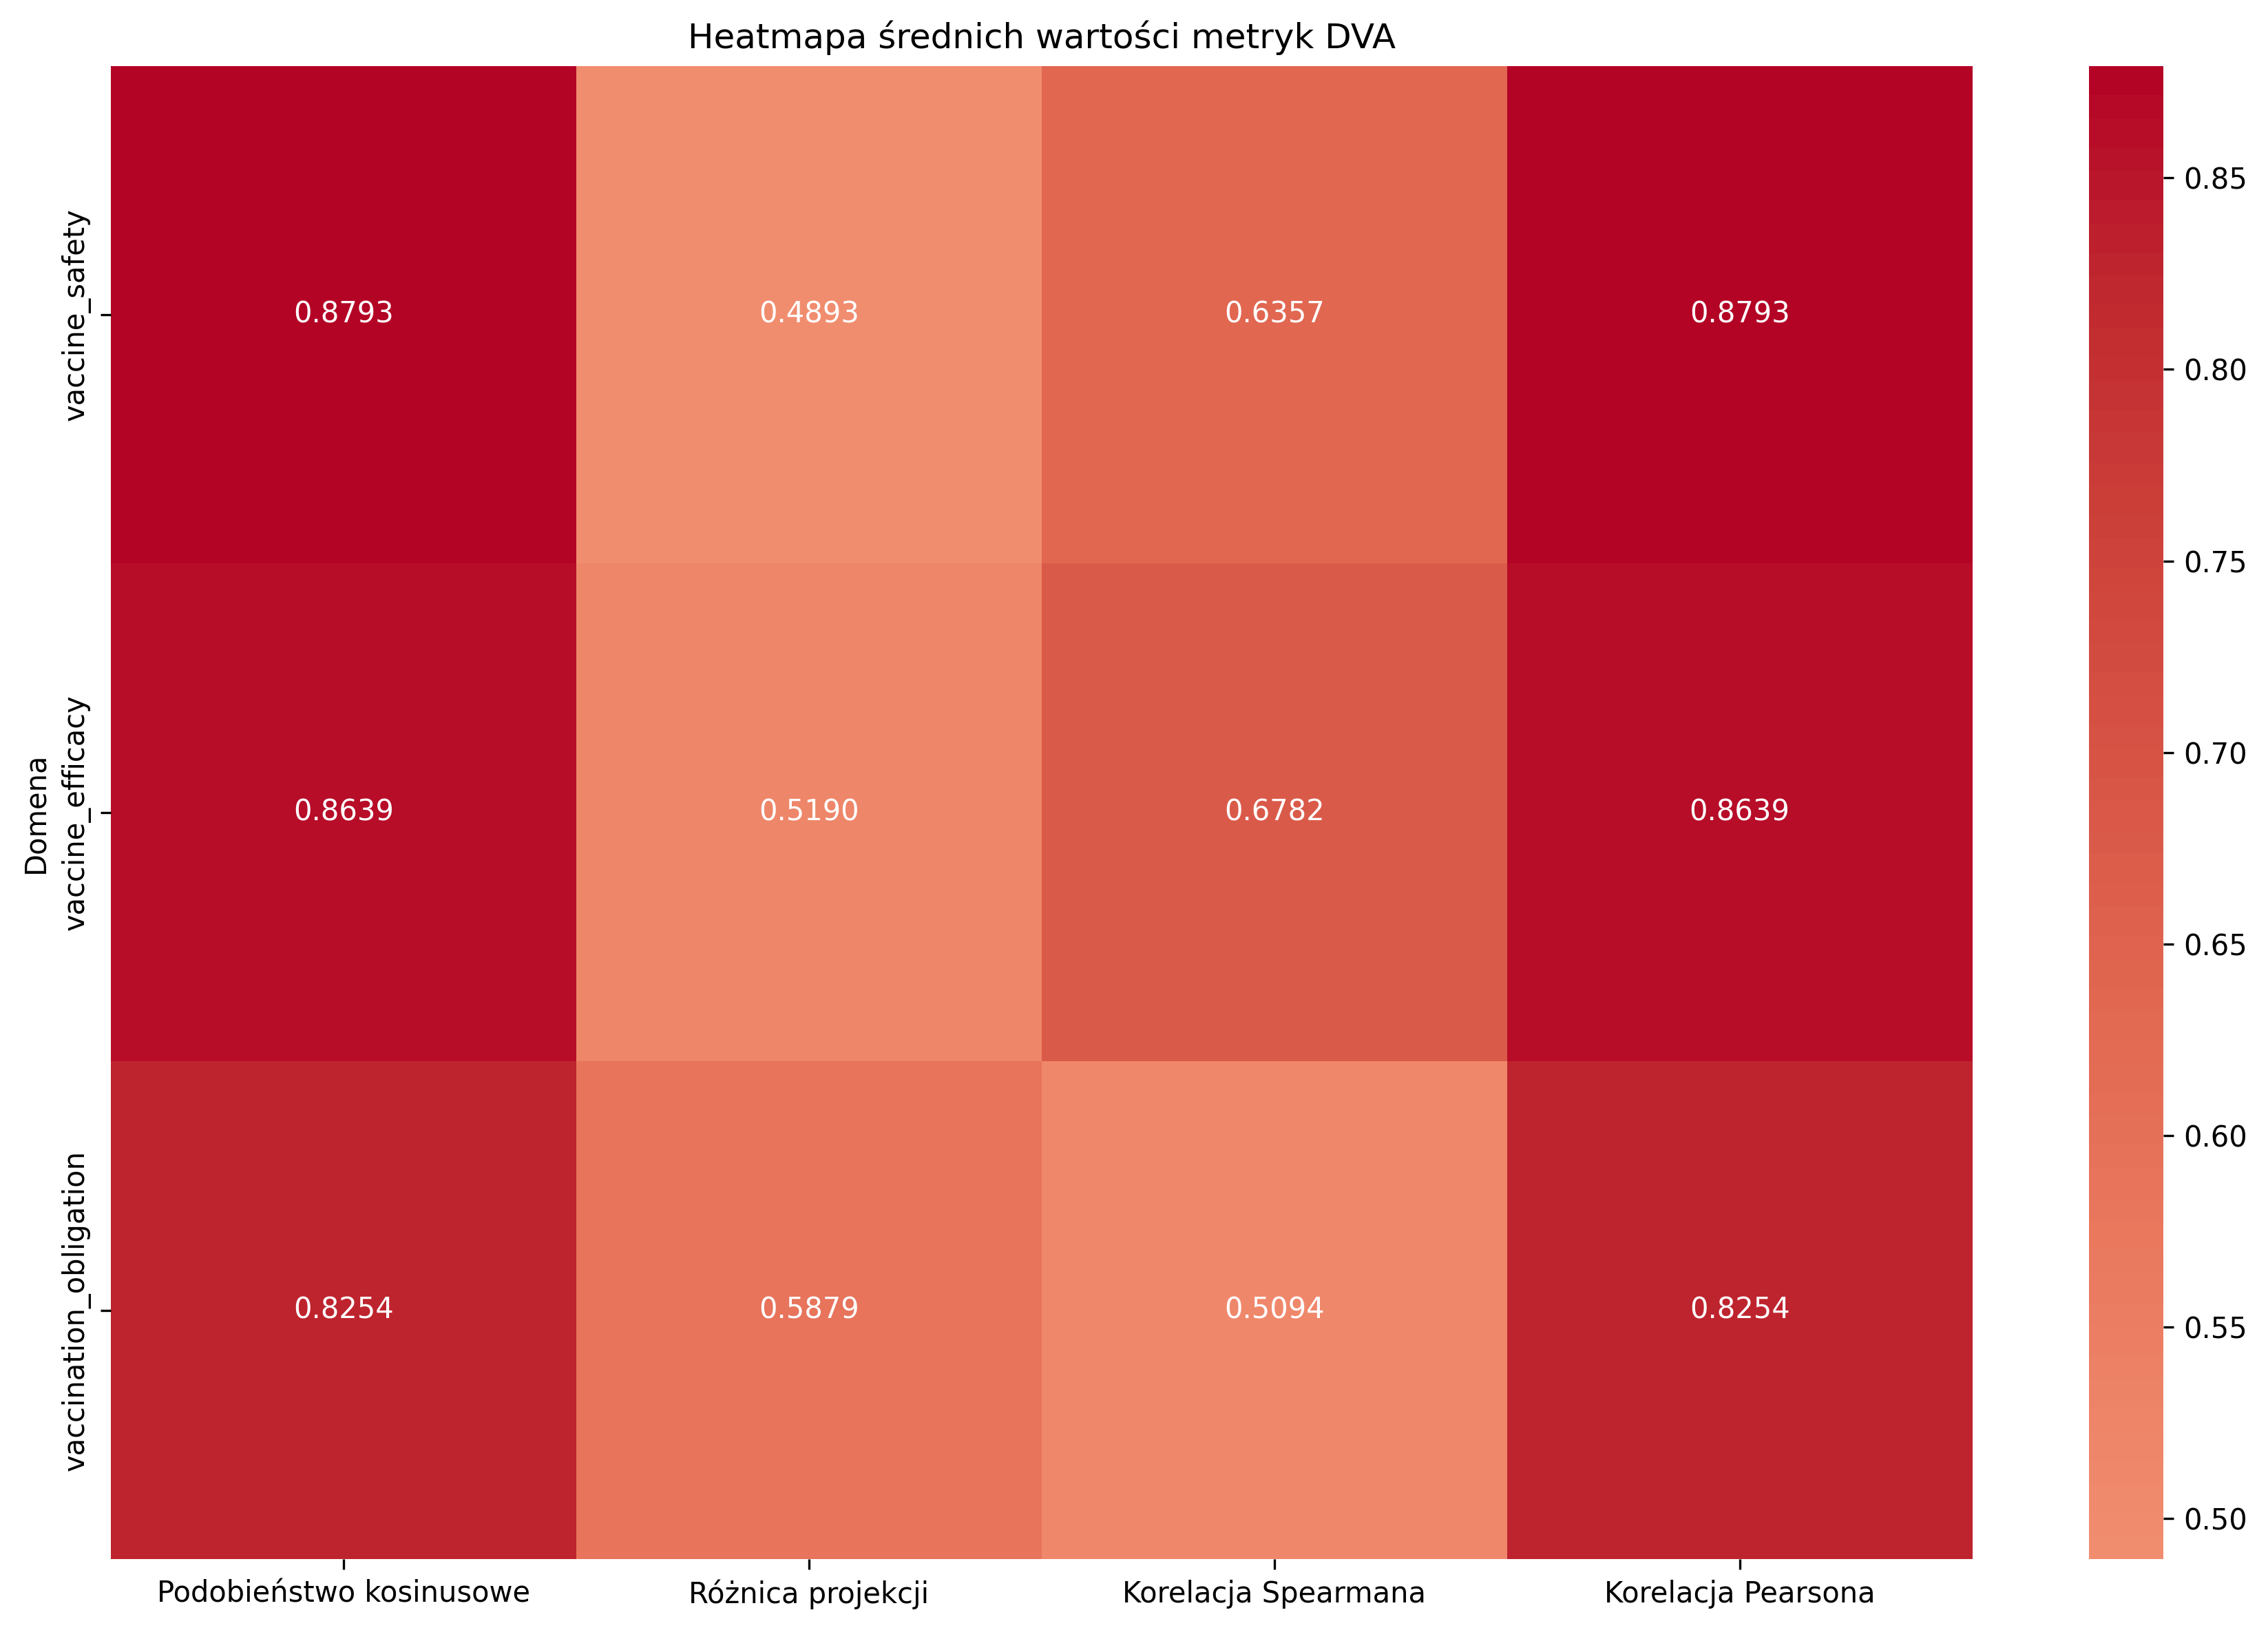 Heatmapa średnich wartości metryk DVA
Domena
vaccine_safety
0.8793 0.4893 0.6357 0.8793
vaccine_efficacy
0.8639 0.5190 0.6782 0.8639
vaccination_obligation
0.8254 0.5879 0.5094 0.8254
Podobieństwo kosinusowe Różnica projekcji Korelacja Spearmana Korelacja Pearsona
0.85
0.80
0.75
0.70
0.65
0.60
0.55
0.50